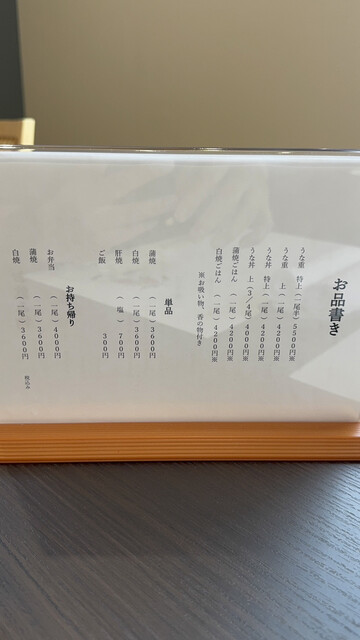 お品書き
うな重 特上（一尾半）5500円※
うな重 上（一尾）4200円※
うな丼 特上（一尾）4200円※
うな丼 上（3/4尾）4000円※
蒲焼ごはん（一尾）4200円※
白焼ごはん（一尾）4200円※
※お吸い物、香の物付き
単品
蒲焼（一尾）3600円
白焼（一尾）3600円
肝焼（塩）700円
ご飯 300円
お持ち帰り
お弁当（一尾）4000円
蒲焼（一尾）3600円
白焼（一尾）3600円
税込み